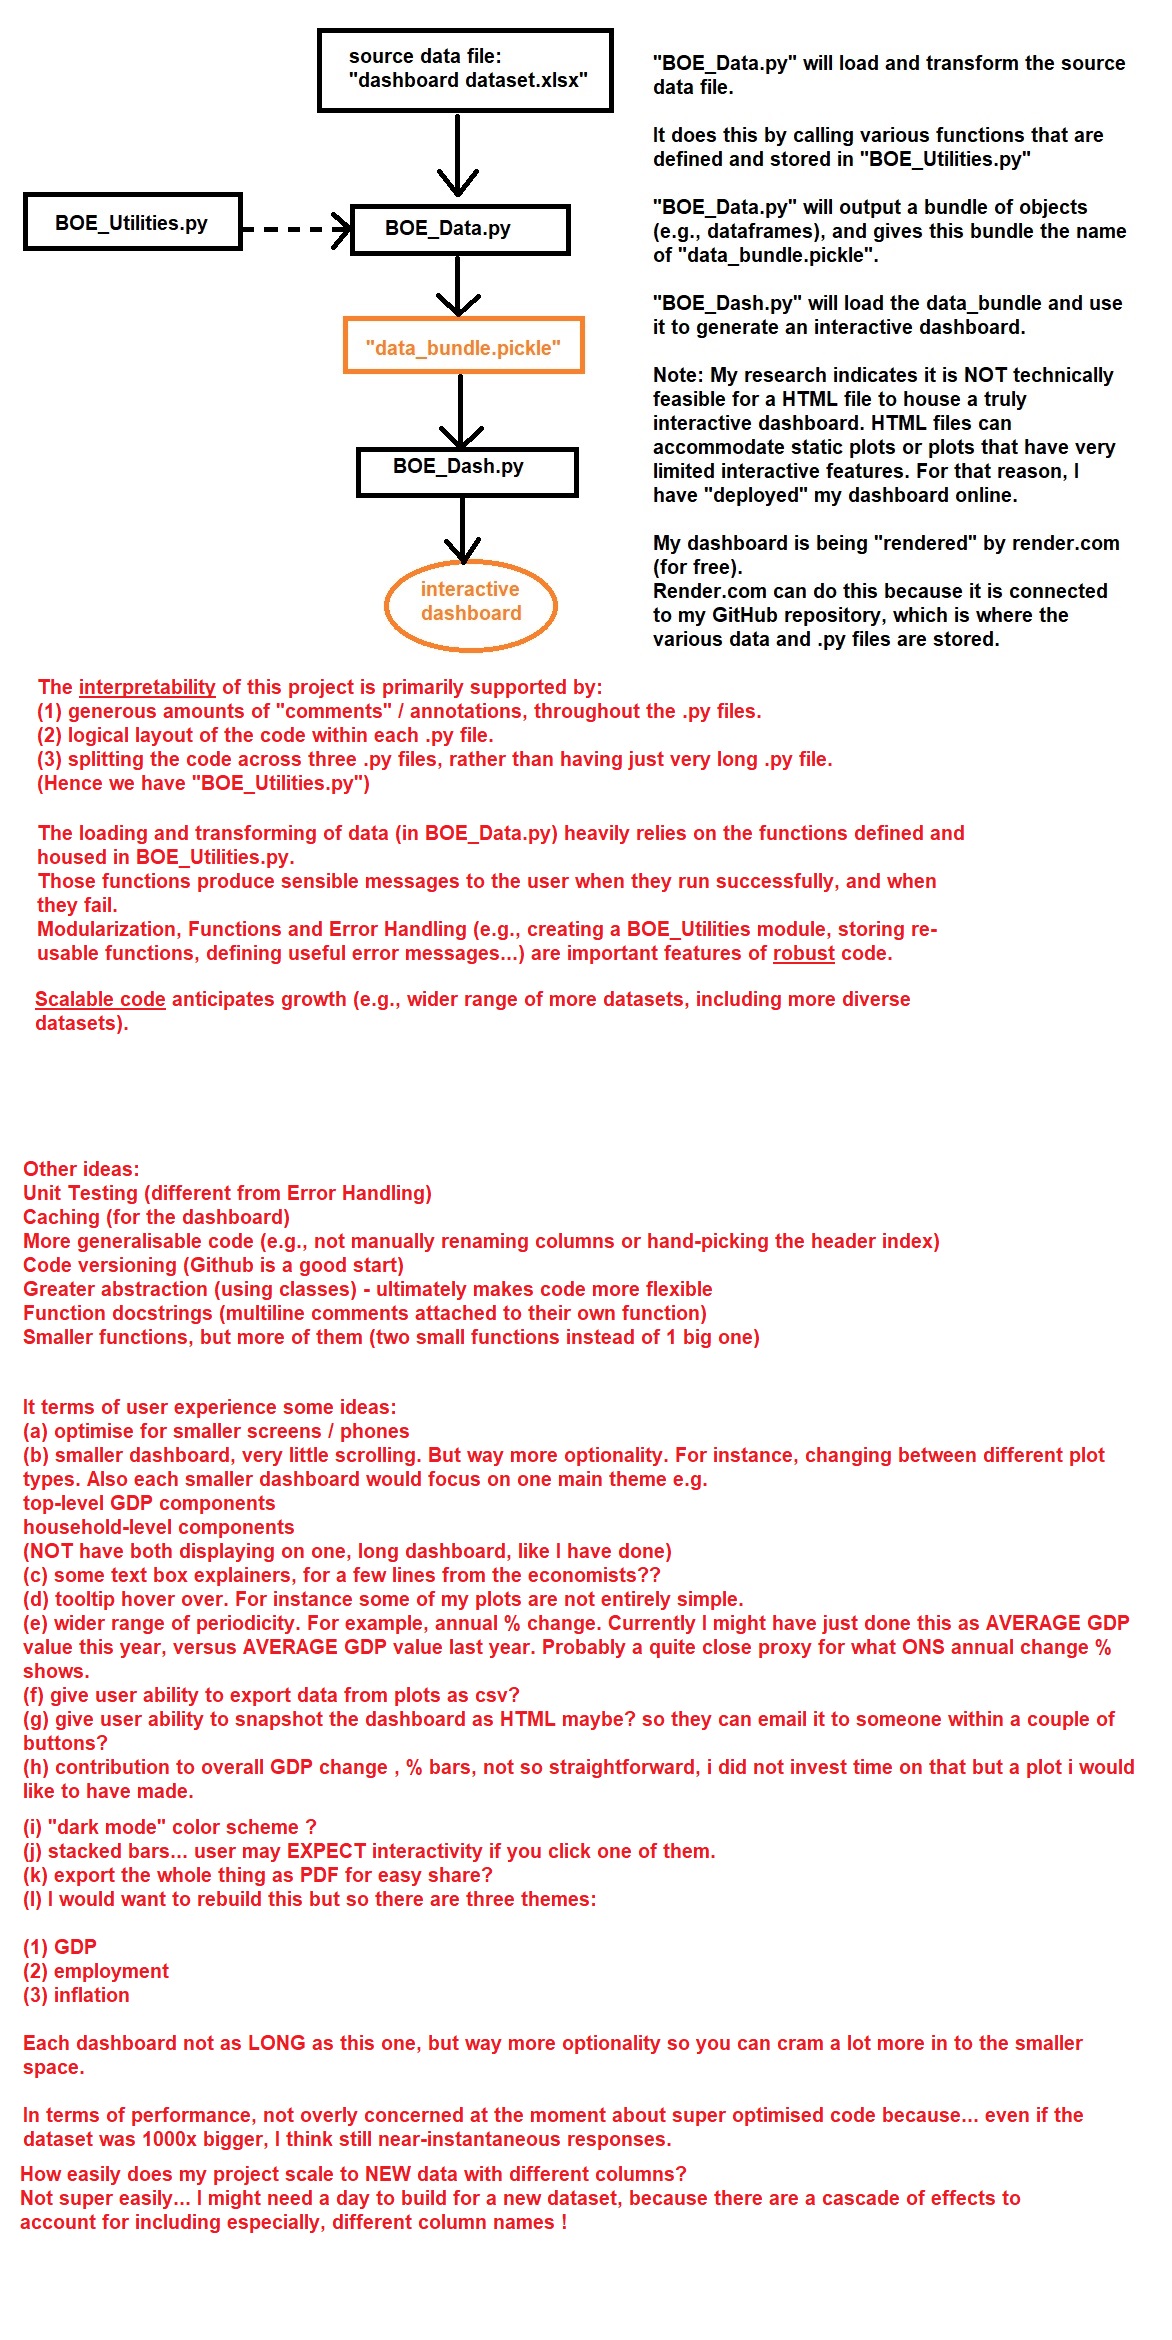 source data file:
"dashboard dataset.xlsx"
BOE_Utilities.py
BOE_Data.py
"data_bundle.pickle"
BOE_Dash.py
interactive
dashboard
"BOE_Data.py" will load and transform the source
data file.
It does this by calling various functions that are
defined and stored in "BOE_Utilities.py"
"BOE_Data.py" will output a bundle of objects
(e.g., dataframes), and gives this bundle the name
of "data_bundle.pickle".
"BOE_Dash.py" will load the data_bundle and use
it to generate an interactive dashboard.
Note: My research indicates it is NOT technically
feasible for a HTML file to house a truly
interactive dashboard. HTML files can
accommodate static plots or plots that have very
limited interactive features. For that reason, I
have "deployed" my dashboard online.
My dashboard is being "rendered" by render.com
(for free).
Render.com can do this because it is connected
to my GitHub repository, which is where the
various data and .py files are stored.
The interpretability of this project is primarily supported by:
(1) generous amounts of "comments" / annotations, throughout the .py files.
(2) logical layout of the code within each .py file.
(3) splitting the code across three .py files, rather than having just very long .py file.
(Hence we have "BOE_Utilities.py")
The loading and transforming of data (in BOE_Data.py) heavily relies on the functions defined and
housed in BOE_Utilities.py.
Those functions produce sensible messages to the user when they run successfully, and when
they fail.
Modularization, Functions and Error Handling (e.g., creating a BOE_Utilities module, storing re-
usable functions, defining useful error messages...) are important features of robust code.
Scalable code anticipates growth (e.g., wider range of more datasets, including more diverse
datasets).
Other ideas:
Unit Testing (different from Error Handling)
Caching (for the dashboard)
More generalisable code (e.g., not manually renaming columns or hand-picking the header index)
Code versioning (Github is a good start)
Greater abstraction (using classes) - ultimately makes code more flexible
Function docstrings (multiline comments attached to their own function)
Smaller functions, but more of them (two small functions instead of 1 big one)
It terms of user experience some ideas:
(a) optimise for smaller screens / phones
(b) smaller dashboard, very little scrolling. But way more optionality. For instance, changing between different plot
types. Also each smaller dashboard would focus on one main theme e.g.
top-level GDP components
household-level components
(NOT have both displaying on one, long dashboard, like I have done)
(c) some text box explainers, for a few lines from the economists??
(d) tooltip hover over. For instance some of my plots are not entirely simple.
(e) wider range of periodicity. For example, annual % change. Currently I might have just done this as AVERAGE GDP
value this year, versus AVERAGE GDP value last year. Probably a quite close proxy for what ONS annual change %
shows.
(f) give user ability to export data from plots as csv?
(g) give user ability to snapshot the dashboard as HTML maybe? so they can email it to someone within a couple of
buttons?
(h) contribution to overall GDP change , % bars, not so straightforward, i did not invest time on that but a plot i would
like to have made.
(i) "dark mode" color scheme ?
(j) stacked bars... user may EXPECT interactivity if you click one of them.
(k) export the whole thing as PDF for easy share?
(l) I would want to rebuild this but so there are three themes:
(1) GDP
(2) employment
(3) inflation
Each dashboard not as LONG as this one, but way more optionality so you can cram a lot more in to the smaller
space.
In terms of performance, not overly concerned at the moment about super optimised code because... even if the
dataset was 1000x bigger, I think still near-instantaneous responses.
How easily does my project scale to NEW data with different columns?
Not super easily... I might need a day to build for a new dataset, because there are a cascade of effects to
account for including especially, different column names !